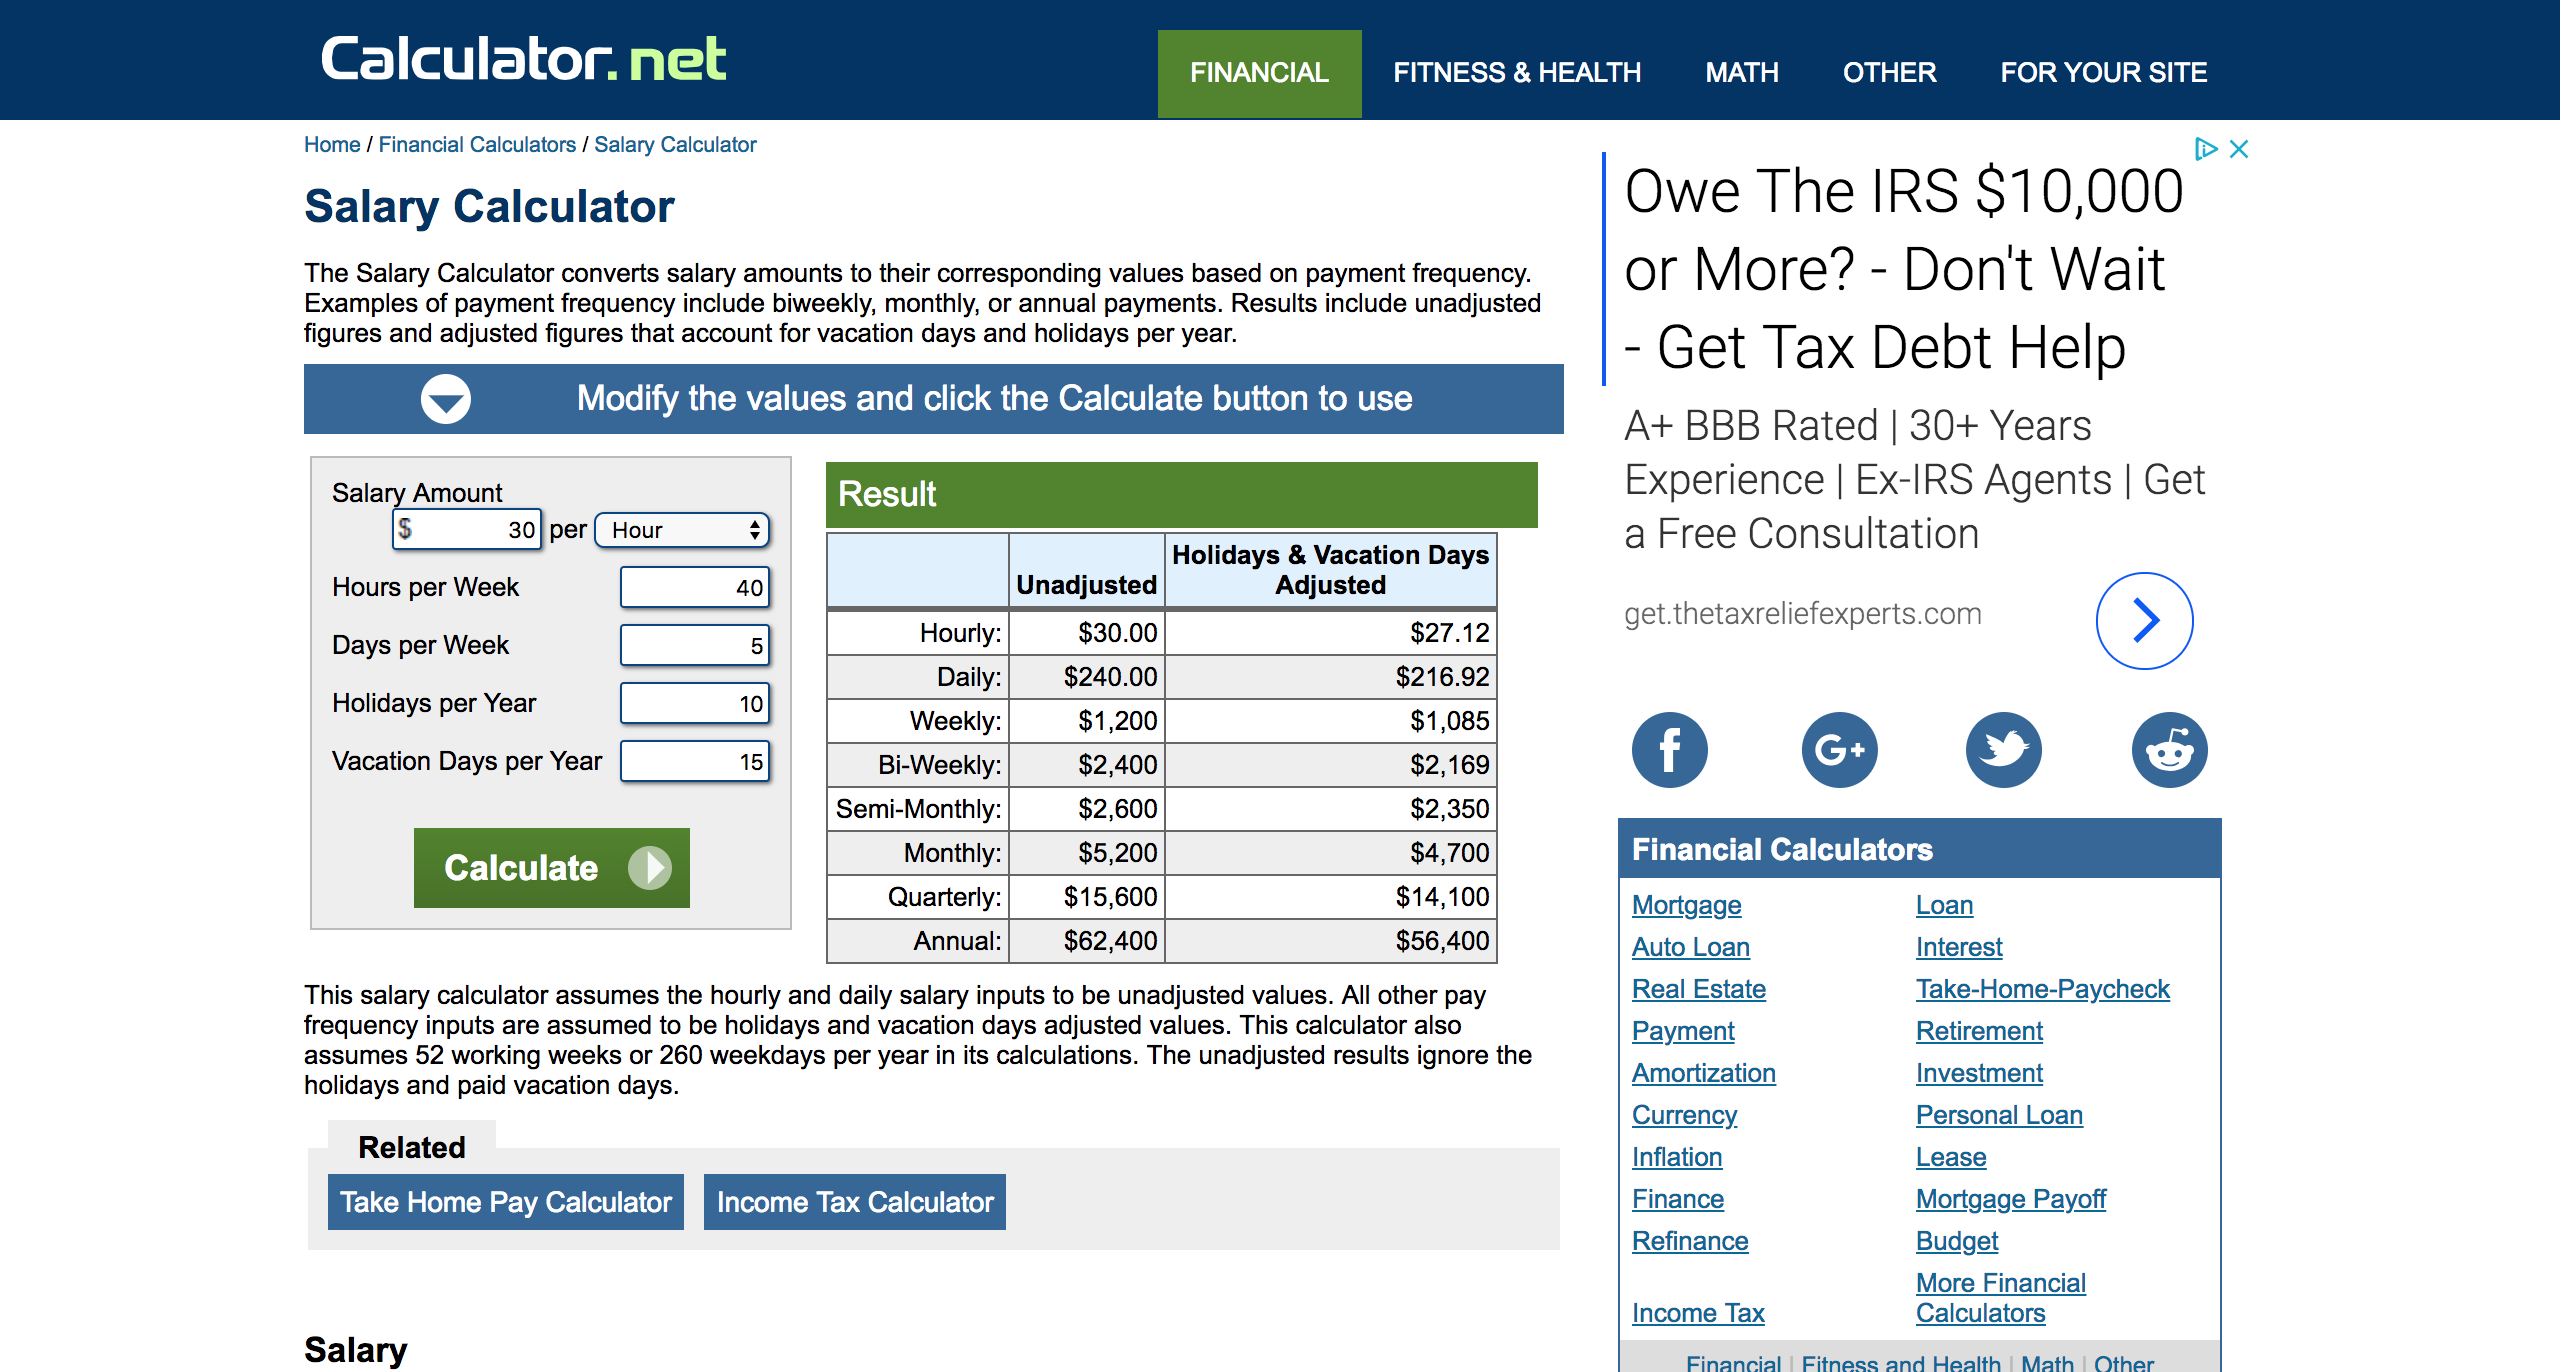 Calculator.net
FINANCIAL FITNESS & HEALTH MATH OTHER FOR YOUR SITE
Home / Financial Calculators / Salary Calculator
Salary Calculator
The Salary Calculator converts salary amounts to their corresponding values based on payment frequency.
Examples of payment frequency include biweekly, monthly, or annual payments. Results include unadjusted
figures and adjusted figures that account for vacation days and holidays per year.
Modify the values and click the Calculate button to use
Salary Amount
$ 30 per Hour
Hours per Week 40
Days per Week 5
Holidays per Year 10
Vacation Days per Year 15
Calculate
Result
Unadjusted Holidays & Vacation Days Adjusted
Hourly: $30.00 $27.12
Daily: $240.00 $216.92
Weekly: $1,200 $1,085
Bi-Weekly: $2,400 $2,169
Semi-Monthly: $2,600 $2,350
Monthly: $5,200 $4,700
Quarterly: $15,600 $14,100
Annual: $62,400 $56,400
This salary calculator assumes the hourly and daily salary inputs to be unadjusted values. All other pay
frequency inputs are assumed to be holidays and vacation days adjusted values. This calculator also
assumes 52 working weeks or 260 weekdays per year in its calculations. The unadjusted results ignore the
holidays and paid vacation days.
Related
Take Home Pay Calculator Income Tax Calculator
Salary
Owe The IRS $10,000
or More? - Don't Wait
- Get Tax Debt Help
A+ BBB Rated | 30+ Years
Experience | Ex-IRS Agents | Get
a Free Consultation
get.thetaxreliefexperts.com
f G+
Financial Calculators
Mortgage Loan
Auto Loan Interest
Real Estate Take-Home-Paycheck
Payment Retirement
Amortization Investment
Currency Personal Loan
Inflation Lease
Finance Mortgage Payoff
Refinance Budget
Income Tax More Financial Calculators
Financial | Fitness and Health | Math | Other